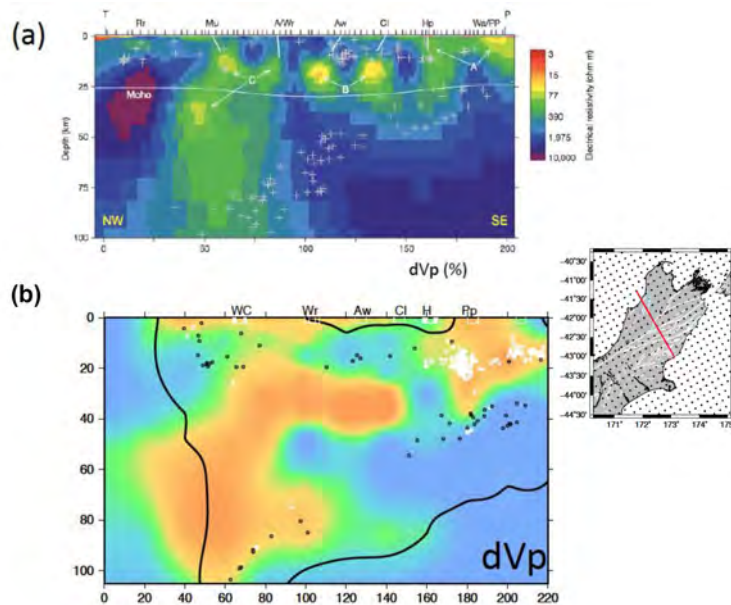 (a)
T Rr Mu A/Wr Aw Cl Hp Wa/PP P
0
25
50
75
100
Depth (km)
Moho
C
B
A
NW
SE
0 50 100 150 200
3
15
77
390
1,975
10,000
Electrical resistivity (ohm m)
dVp (%)
(b)
WC Wr Aw Cl H Pp
0
20
40
60
80
100
dVp
0 20 40 60 80 100 120 140 160 180 200 220
-40°30'
-41°00'
-41°30'
-42°00'
-42°30'
-43°00'
-43°30'
-44°00'
-44°30'
171° 172° 173° 174° 175°